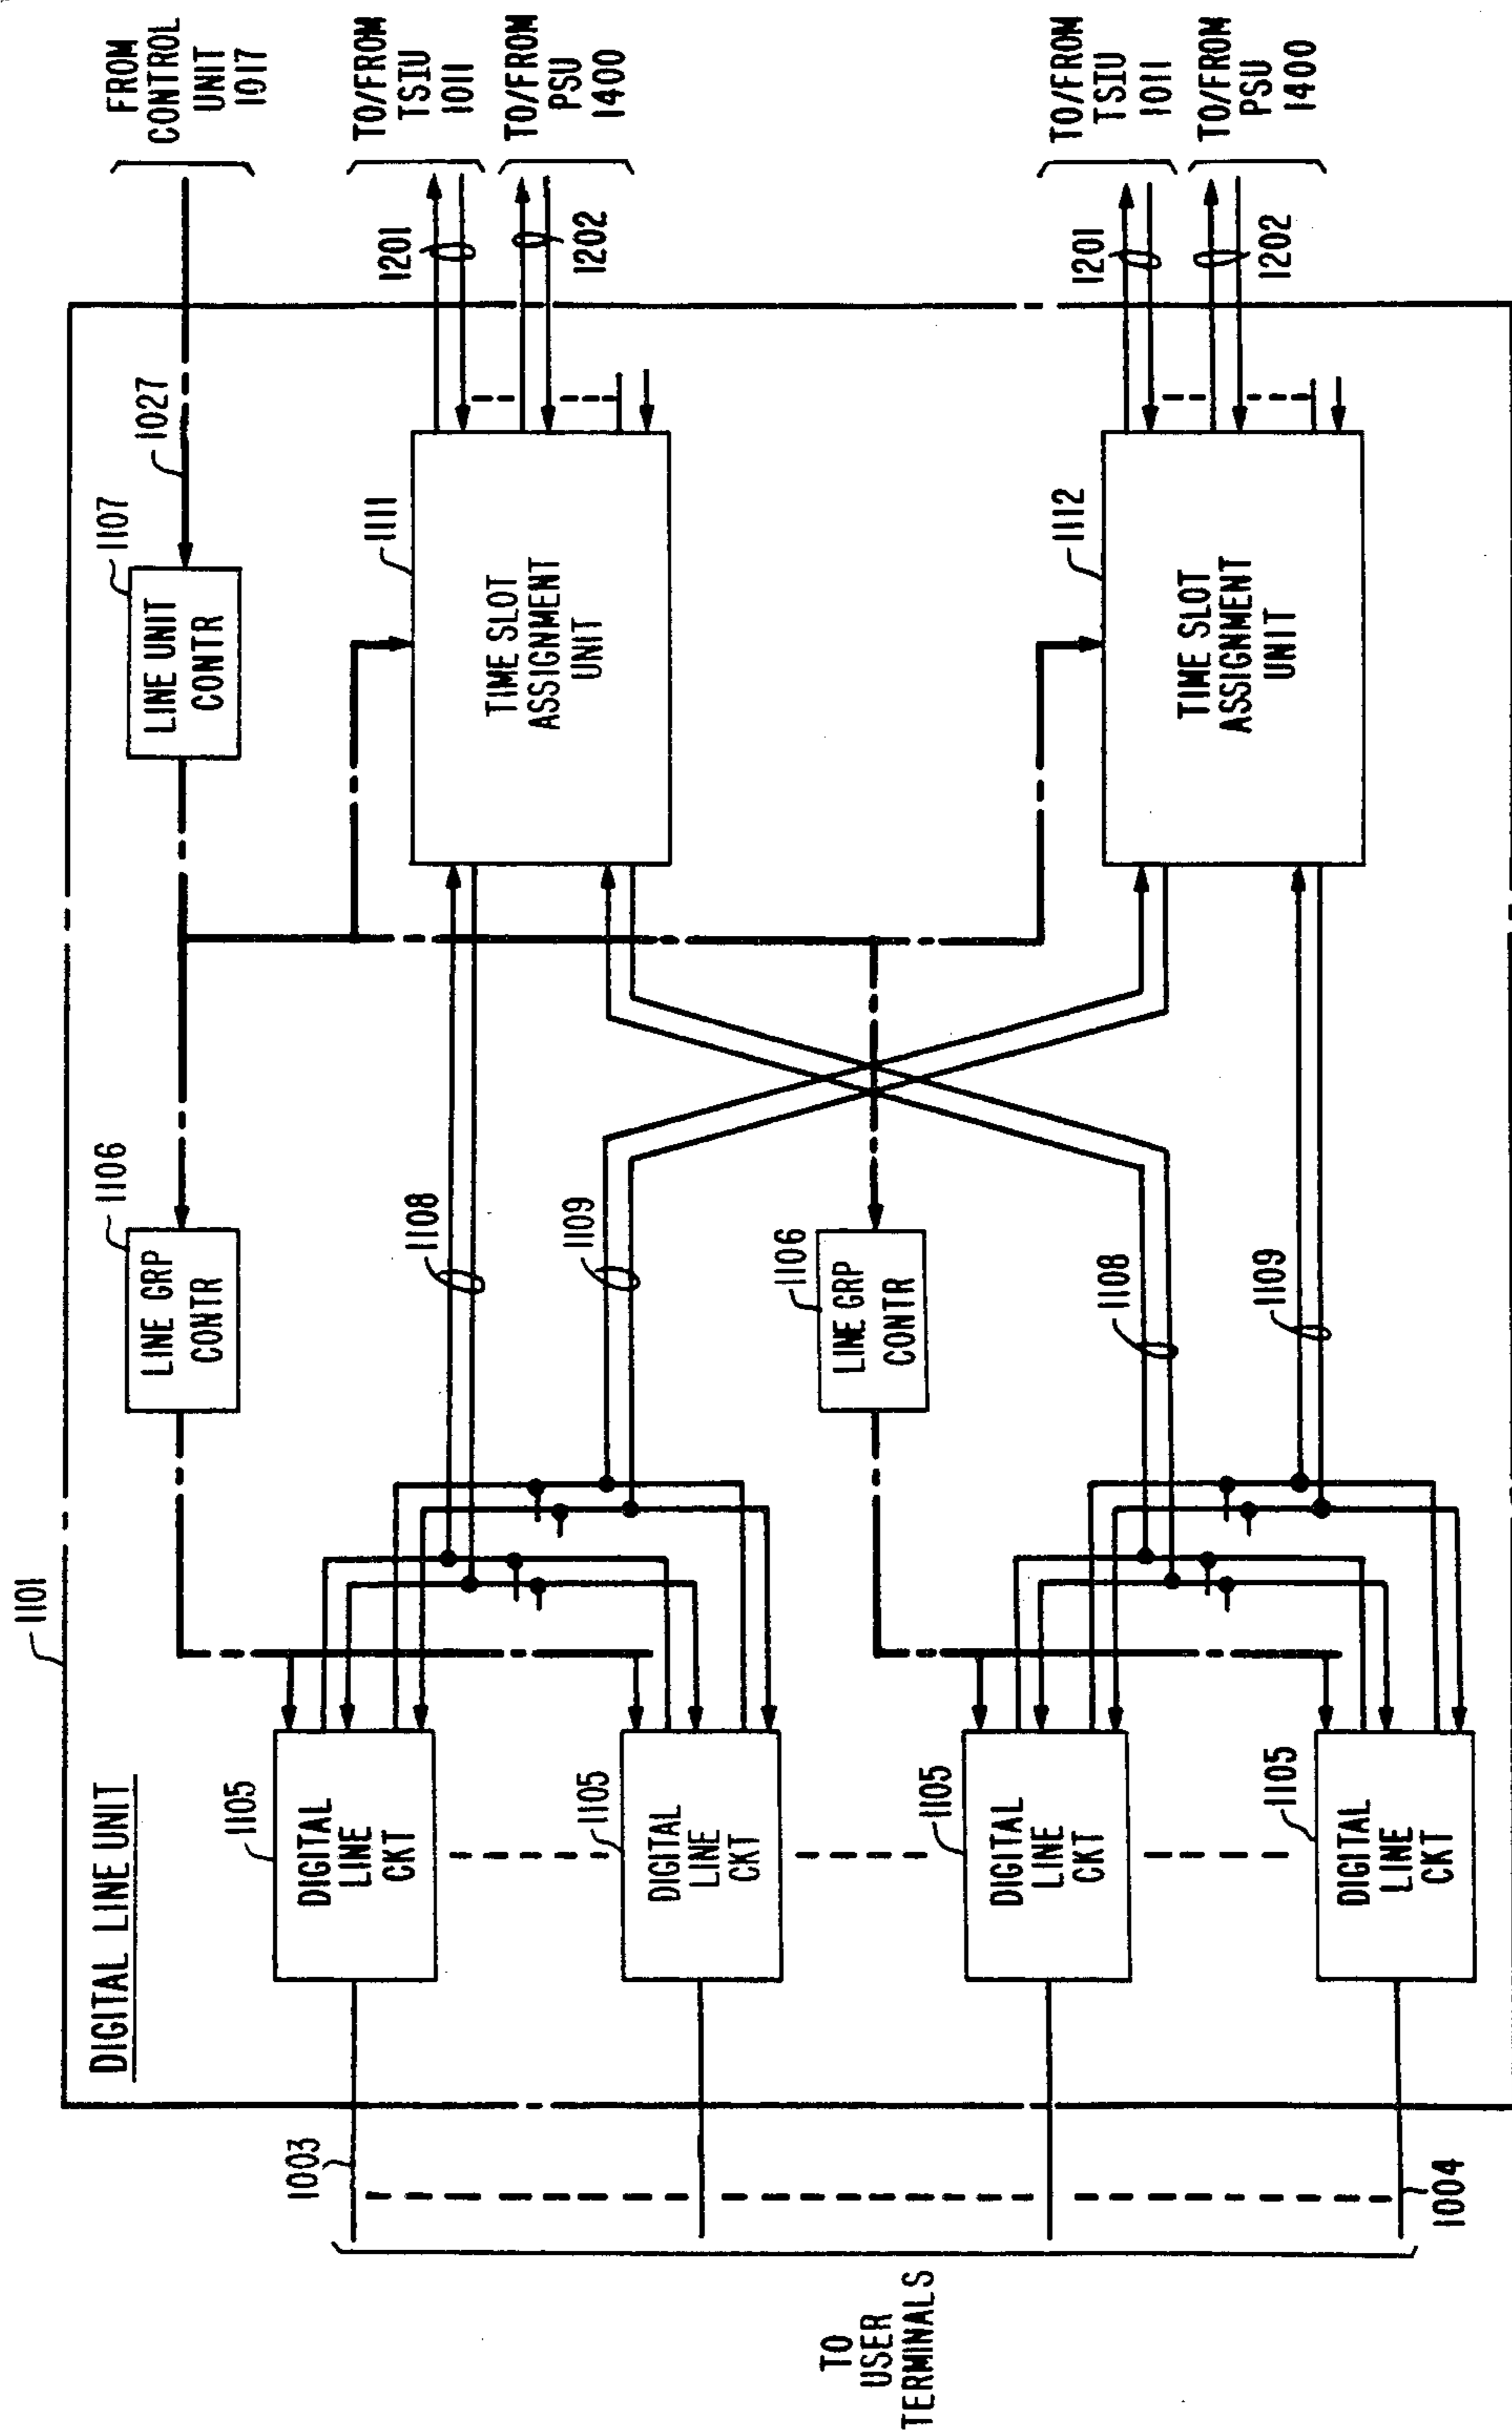 1101
DIGITAL LINE UNIT
FROM
CONTROL
UNIT
1017
1027
1107
LINE UNIT
CONTR
1106
LINE GRP
CONTR
TO/FROM
TSIU
1011
TO/FROM
PSU
1400
1201
1202
1111
TIME SLOT
ASSIGNMENT
UNIT
1108
1109
1105
DIGITAL
LINE
CKT
1105
DIGITAL
LINE
CKT
1003
1106
LINE GRP
CONTR
TO
USER
TERMINALS
TO/FROM
TSIU
1011
TO/FROM
PSU
1400
1201
1202
1112
TIME SLOT
ASSIGNMENT
UNIT
1108
1109
1105
DIGITAL
LINE
CKT
1105
DIGITAL
LINE
CKT
1004